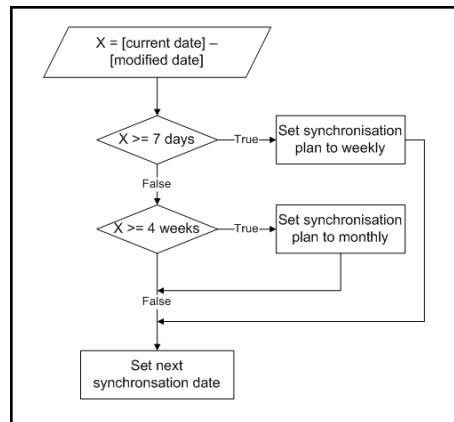 X = [current date] –
[modified date]
X >= 7 days
True
Set synchronisation
plan to weekly
False
X >= 4 weeks
True
Set synchronisation
plan to monthly
False
Set next
synchronsation date